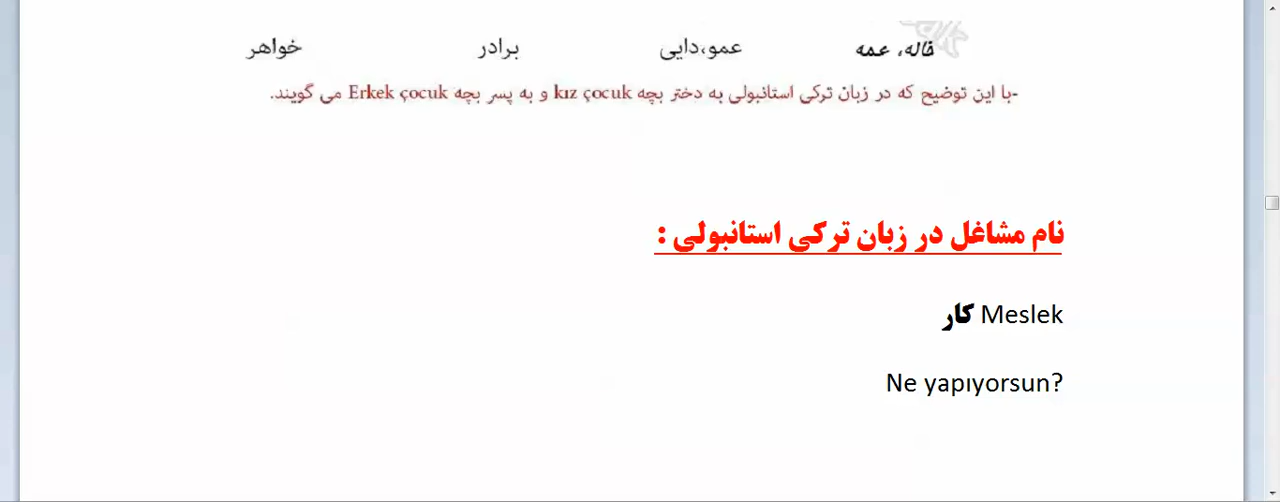 خاله، عمه عمو،دایی برادر خواهر
-با این توضیح که در زبان ترکی استانبولی به دختر بچه kız çocuk و به پسر بچه Erkek çocuk می گویند.
نام مشاغل در زبان ترکی استانبولی :
Meslek کار
Ne yapıyorsun?